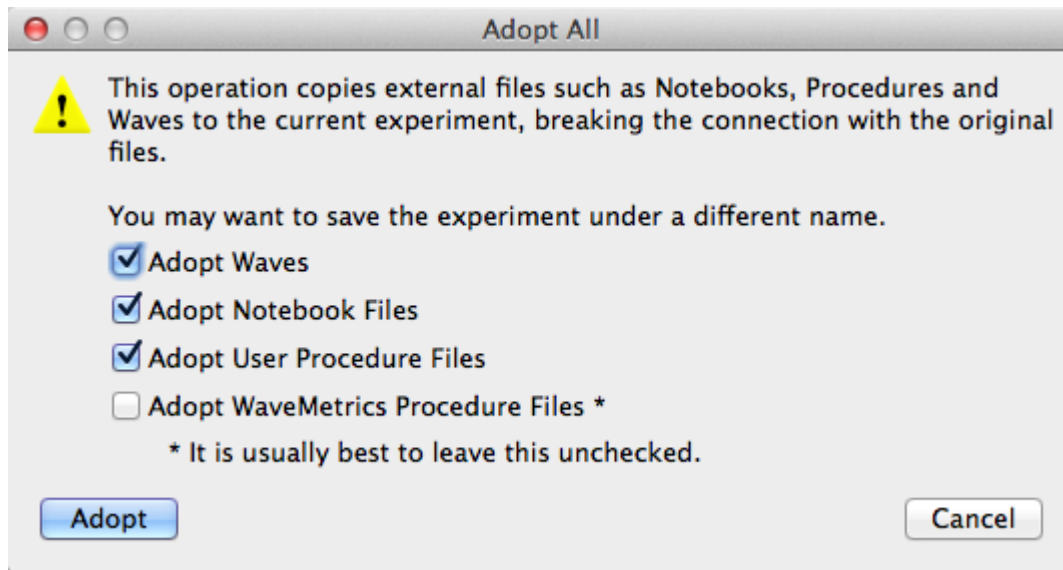 Adopt All
This operation copies external files such as Notebooks, Procedures and
Waves to the current experiment, breaking the connection with the original
files.
You may want to save the experiment under a different name.
Adopt Waves
Adopt Notebook Files
Adopt User Procedure Files
Adopt WaveMetrics Procedure Files *
* It is usually best to leave this unchecked.
Adopt
Cancel